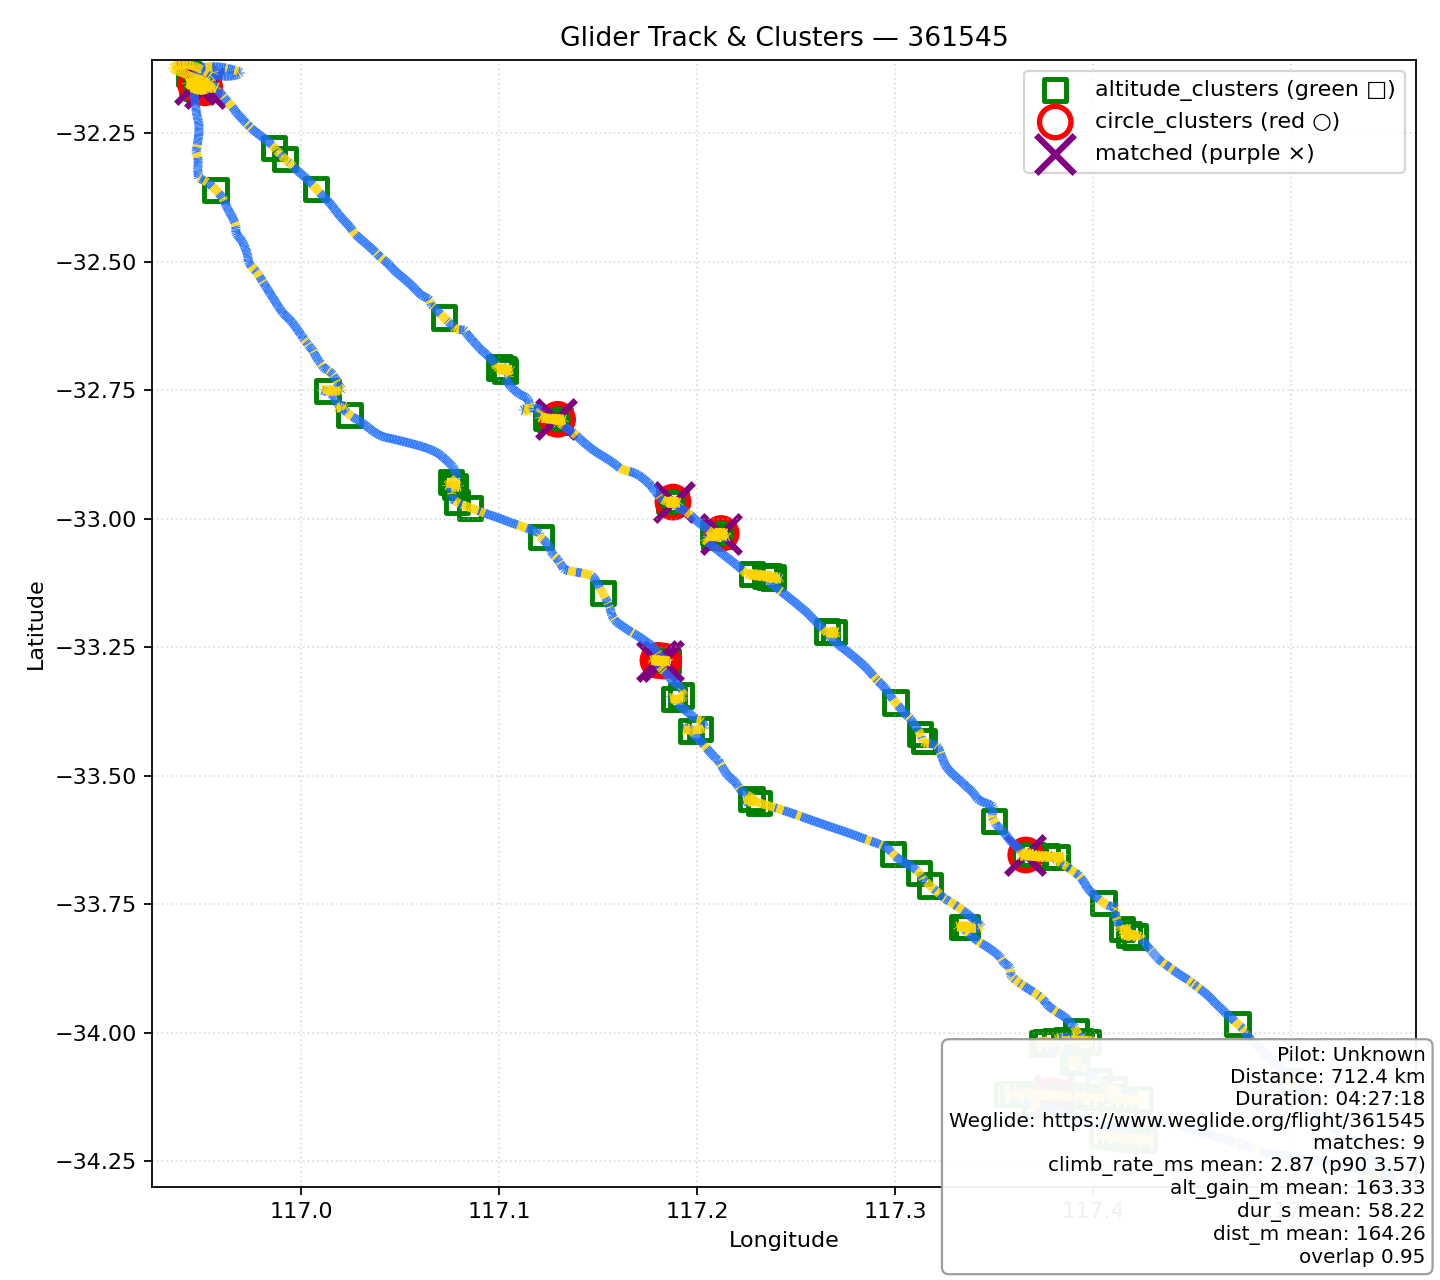 Glider Track & Clusters — 361545
altitude_clusters (green □)
circle_clusters (red ○)
matched (purple ×)
Latitude
−32.25
−32.50
−32.75
−33.00
−33.25
−33.50
−33.75
−34.00
−34.25
117.0
117.1
117.2
117.3
117.4
Longitude
Pilot: Unknown
Distance: 712.4 km
Duration: 04:27:18
Weglide: https://www.weglide.org/flight/361545
matches: 9
climb_rate_ms mean: 2.87 (p90 3.57)
alt_gain_m mean: 163.33
dur_s mean: 58.22
dist_m mean: 164.26
overlap 0.95